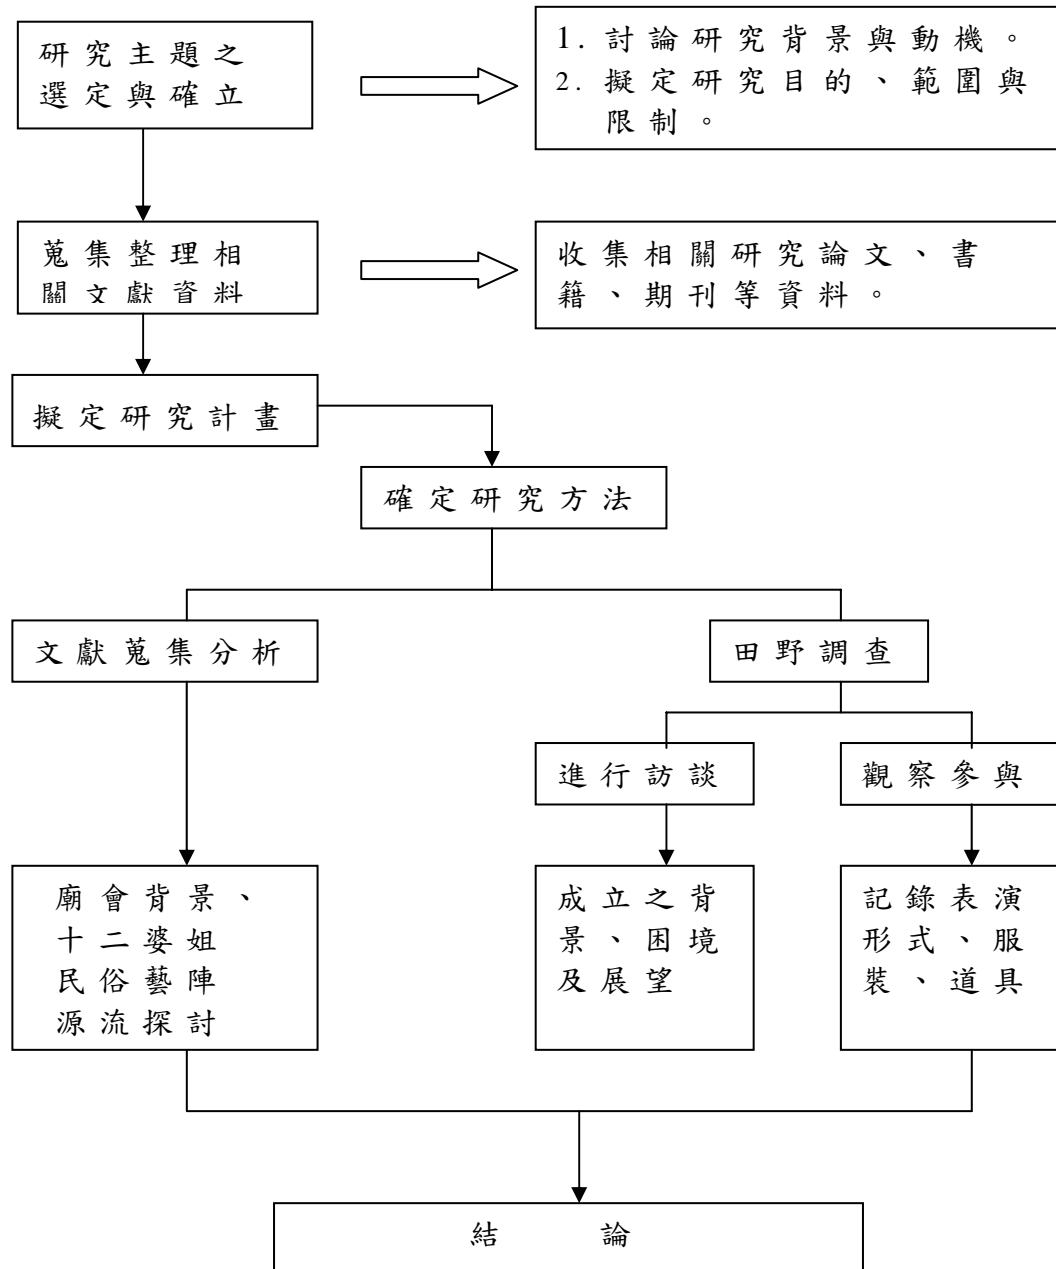 研究主題之
選定與確立
1. 討論研究背景與動機。
2. 擬定研究目的、範圍與
限制。
蒐集整理相
關文獻資料
收集相關研究論文、書
籍、期刊等資料。
擬定研究計畫
確定研究方法
文獻蒐集分析
田野調查
進行訪談
觀察參與
廟會背景、
十二婆姐
民俗藝陣
源流探討
成立之背
景、困境
及展望
記錄表演
形式、服
裝、道具
結 論